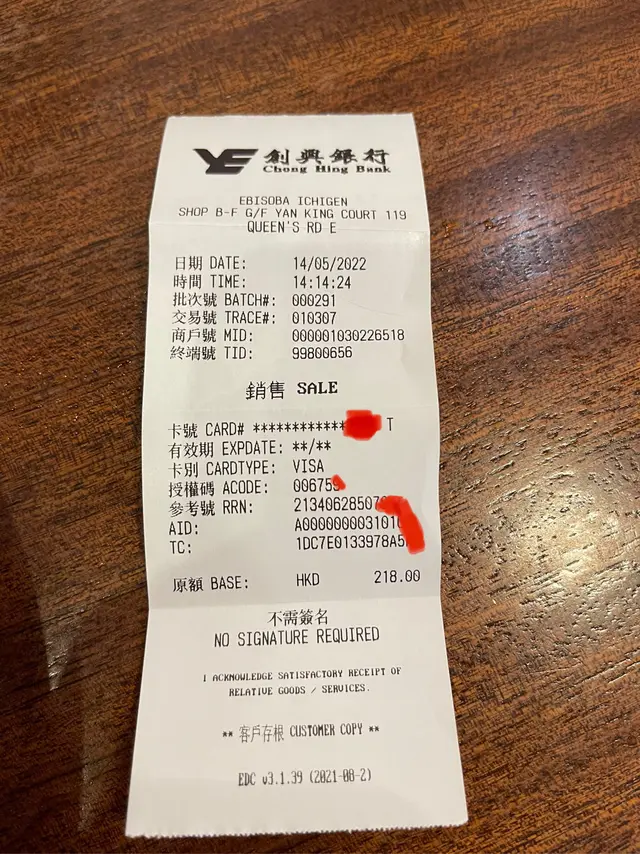 創興銀行
Chong Hing Bank
EBISOBA ICHIGEN
SHOP B-F G/F YAN KING COURT 119
QUEEN'S RD E
日期 DATE: 14/05/2022
時間 TIME: 14:14:24
批次號 BATCH#: 000291
交易號 TRACE#: 010307
商戶號 MID: 000001030226518
終端號 TID: 99800656
銷售 SALE
卡號 CARD# ************ T
有效期 EXPDATE: **/**
卡別 CARDTYPE: VISA
授權碼 ACODE: 00675
參考號 RRN: 2134062850
AID: A000000003101
TC: 1DC7E0133978A5
原額 BASE: HKD 218.00
不需簽名
NO SIGNATURE REQUIRED
I ACKNOWLEDGE SATISFACTORY RECEIPT OF
RELATIVE GOODS / SERVICES.
** 客戶存根 CUSTOMER COPY **
EDC v3.1.39 (2021-08-2)